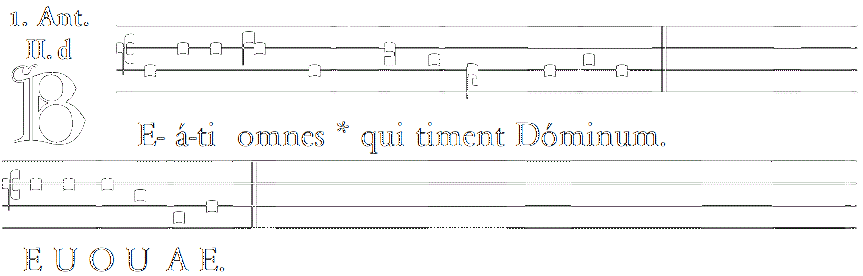 1. Ant.
II. d
BE- á-ti omnes * qui timent Dóminum.
E U O U A E.